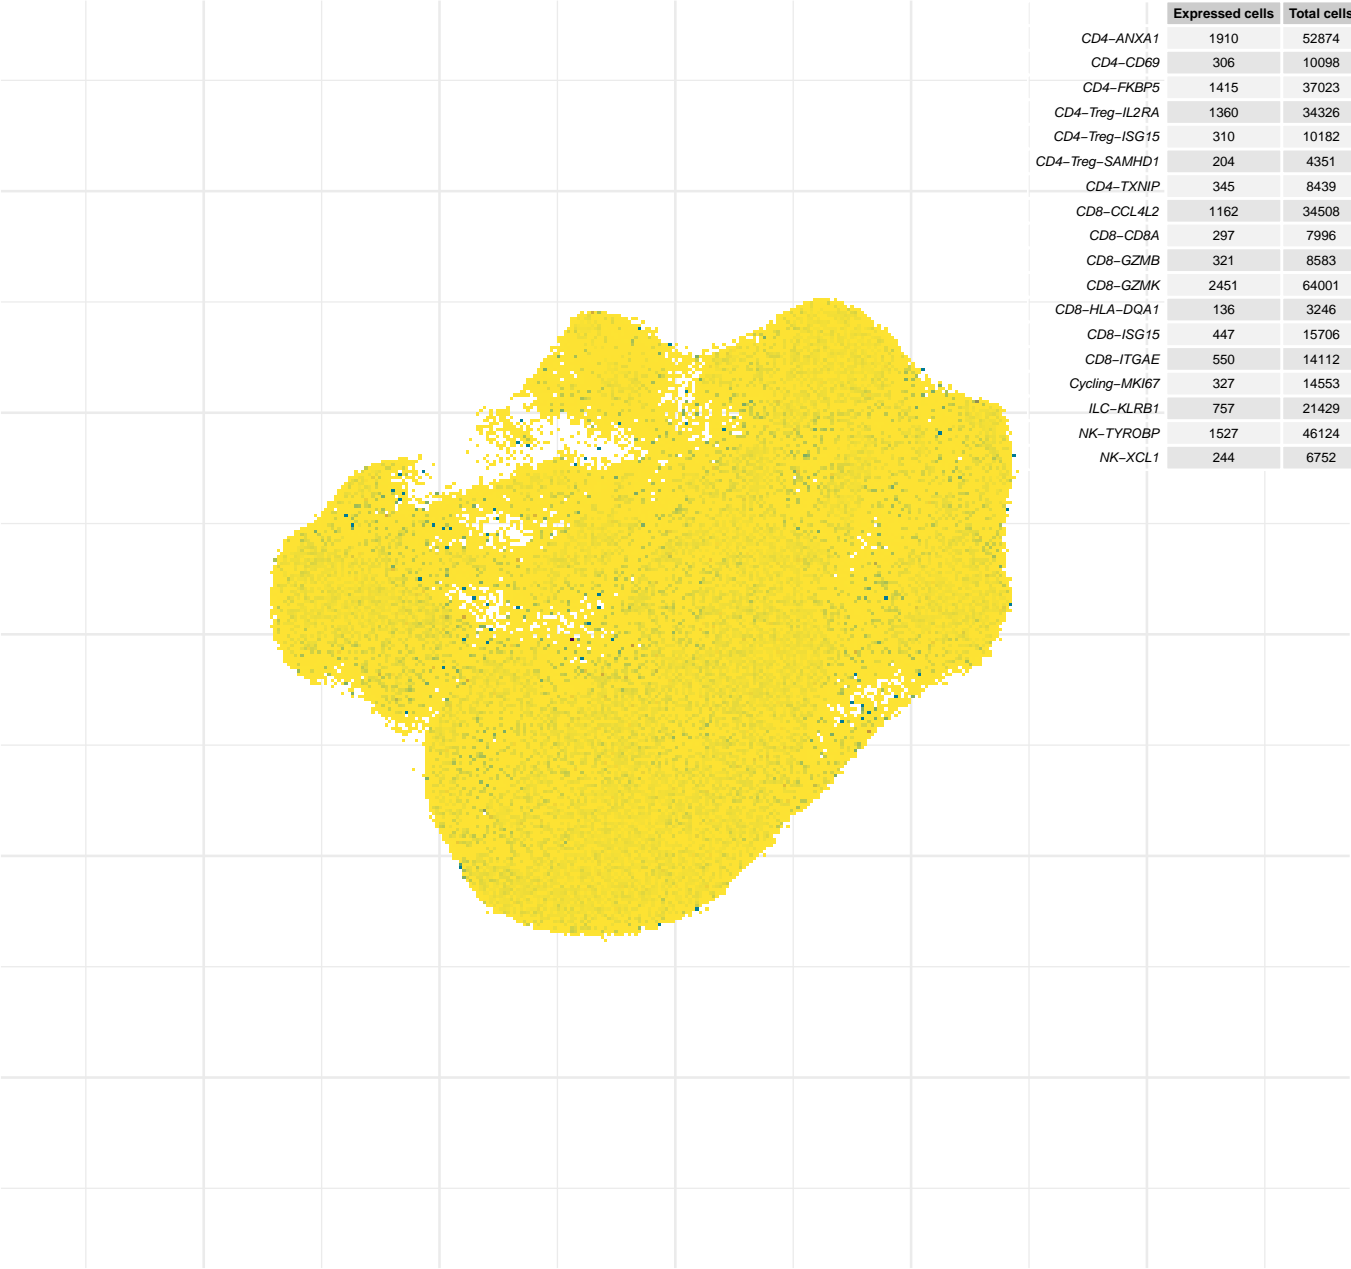 Expressed cells Total cells
CD4−ANXA1 1910 52874
CD4−CD69 306 10098
CD4−FKBP5 1415 37023
CD4−Treg−IL2RA 1360 34326
CD4−Treg−ISG15 310 10182
CD4−Treg−SAMHD1 204 4351
CD4−TXNIP 345 8439
CD8−CCL4L2 1162 34508
CD8−CD8A 297 7996
CD8−GZMB 321 8583
CD8−GZMK 2451 64001
CD8−HLA−DQA1 136 3246
CD8−ISG15 447 15706
CD8−ITGAE 550 14112
Cycling−MKI67 327 14553
ILC−KLRB1 757 21429
NK−TYROBP 1527 46124
NK−XCL1 244 6752